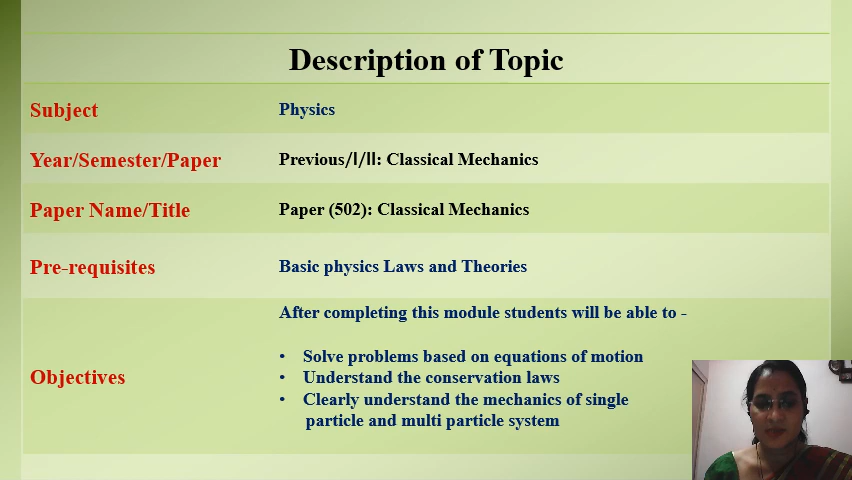 Description of Topic
Subject Physics
Year/Semester/Paper Previous/I/II: Classical Mechanics
Paper Name/Title Paper (502): Classical Mechanics
Pre-requisites Basic physics Laws and Theories
After completing this module students will be able to -
• Solve problems based on equations of motion
Objectives • Understand the conservation laws
• Clearly understand the mechanics of single
particle and multi particle system